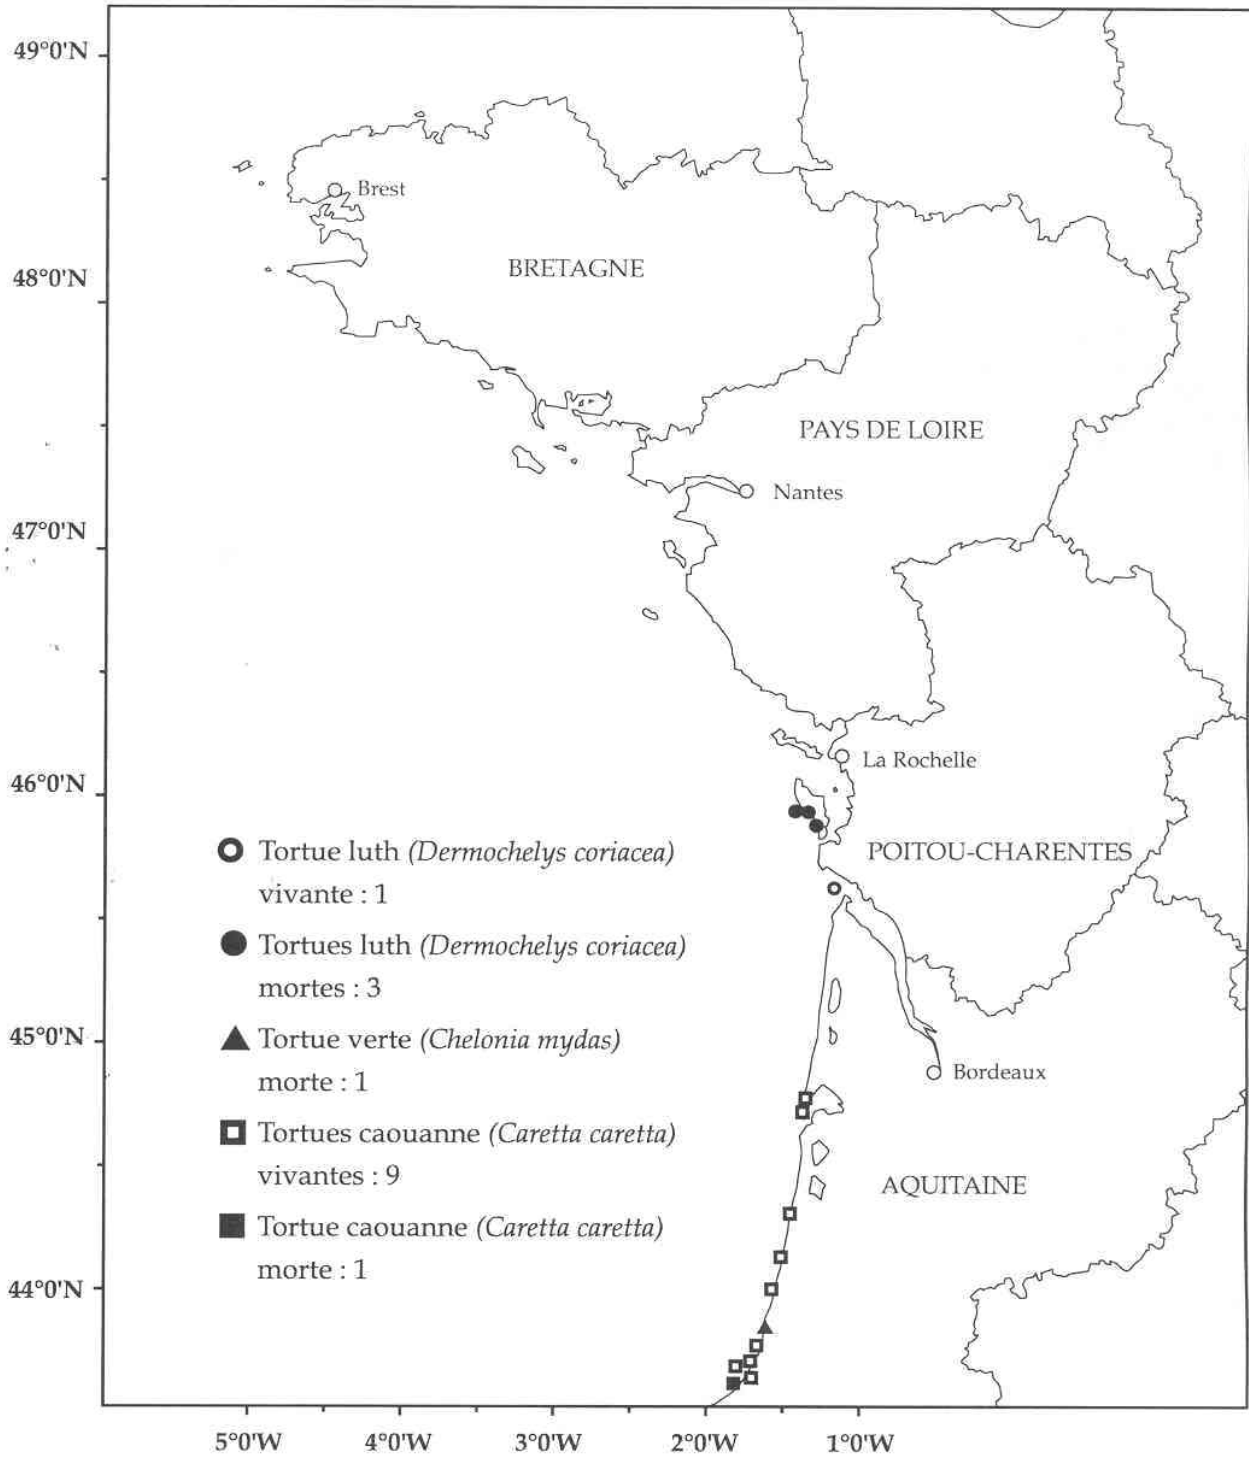 49°0'N
Brest
48°0'N
BRETAGNE
PAYS DE LOIRE
Nantes
47°0'N
La Rochelle
46°0'N
Tortue luth (Dermochelys coriacea)
vivante : 1
POITOU-CHARENTES
Tortues luth (Dermochelys coriacea)
mortes : 3
45°0'N
Tortue verte (Chelonia mydas)
morte : 1
Bordeaux
Tortues caouanne (Caretta caretta)
vivantes : 9
AQUITAINE
Tortue caouanne (Caretta caretta)
morte : 1
44°0'N
5°0'W 4°0'W 3°0'W 2°0'W 1°0'W